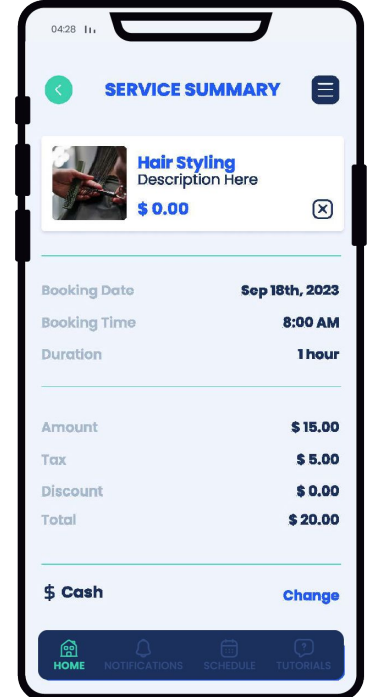 04:28
SERVICE SUMMARY
Hair Styling
Description Here
$ 0.00
Booking Date Sep 18th, 2023
Booking Time 8:00 AM
Duration 1 hour
Amount $ 15.00
Tax $ 5.00
Discount $ 0.00
Total $ 20.00
$ Cash Change
HOME NOTIFICATIONS SCHEDULE TUTORIALS